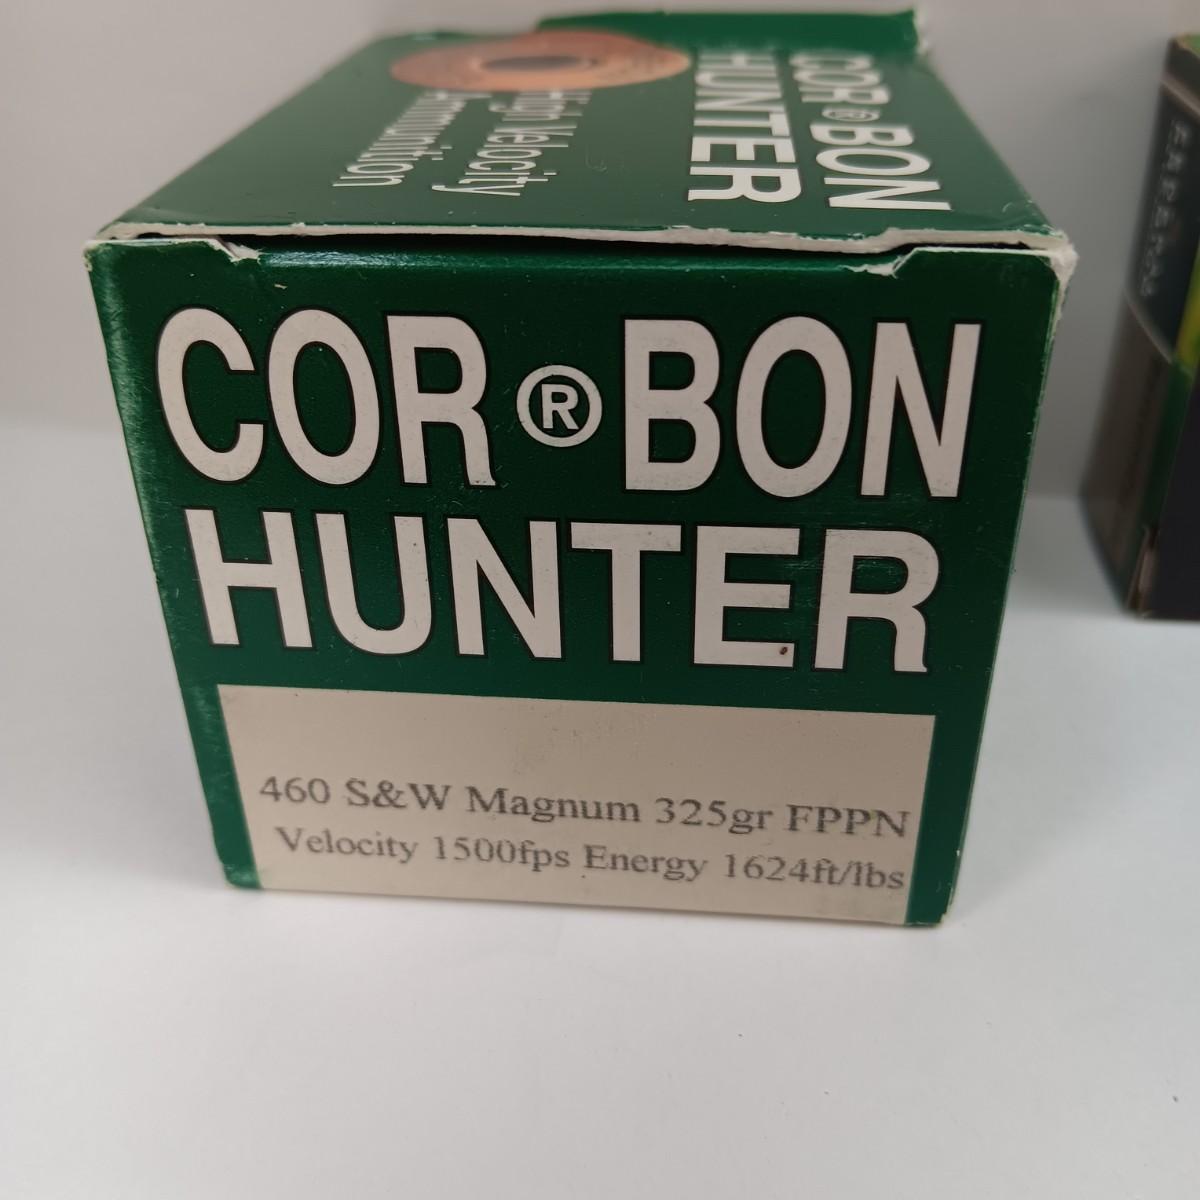 COR®BON
HUNTER
High Velocity
Ammunition
COR®BON
HUNTER
460 S&W Magnum 325gr FPPN
Velocity 1500fps Energy 1624ft/lbs